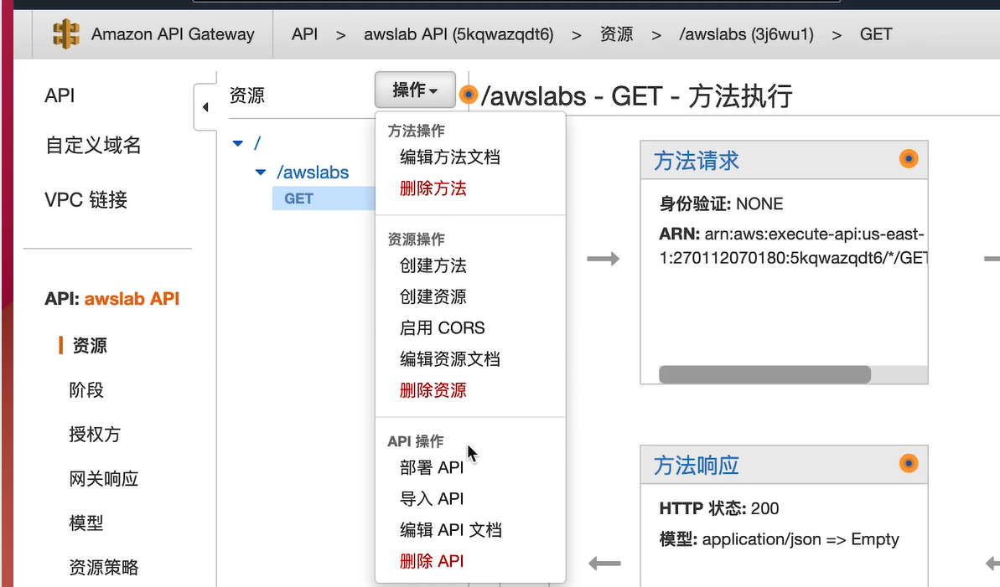 Amazon API Gateway API > awslab API (5kqwazqdt6) > 资源 > /awslabs (3j6wu1) > GET
API
自定义域名
VPC 链接
API: awslab API
资源
阶段
授权方
网关响应
模型
资源策略
资源
操作
/
/awslabs
GET
方法操作
编辑方法文档
删除方法
资源操作
创建方法
创建资源
启用 CORS
编辑资源文档
删除资源
API 操作
部署 API
导入 API
编辑 API 文档
删除 API
/awslabs - GET - 方法执行
方法请求
身份验证: NONE
ARN: arn:aws:execute-api:us-east-
1:270112070180:5kqwazqdt6/*/GET
方法响应
HTTP 状态: 200
模型: application/json => Empty